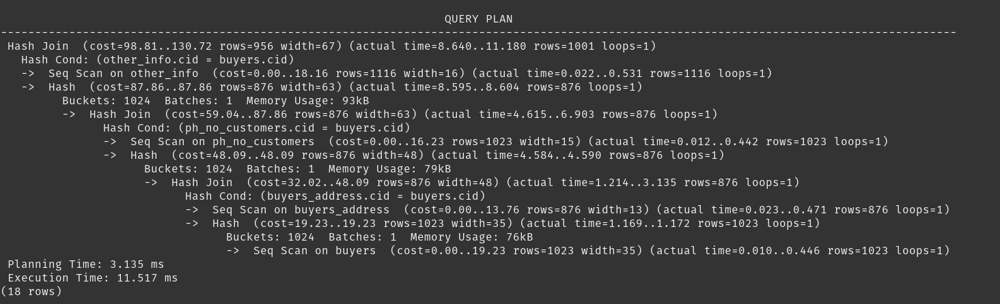 QUERY PLAN
--------------------------------------------------------------------------------------------------------------------------------------------
Hash Join  (cost=98.81..130.72 rows=956 width=67) (actual time=8.640..11.180 rows=1001 loops=1)
  Hash Cond: (other_info.cid = buyers.cid)
  ->  Seq Scan on other_info  (cost=0.00..18.16 rows=1116 width=16) (actual time=0.022..0.531 rows=1116 loops=1)
  ->  Hash  (cost=87.86..87.86 rows=876 width=63) (actual time=8.595..8.604 rows=876 loops=1)
        Buckets: 1024  Batches: 1  Memory Usage: 93kB
        ->  Hash Join  (cost=59.04..87.86 rows=876 width=63) (actual time=4.615..6.903 rows=876 loops=1)
              Hash Cond: (ph_no_customers.cid = buyers.cid)
              ->  Seq Scan on ph_no_customers  (cost=0.00..16.23 rows=1023 width=15) (actual time=0.012..0.442 rows=1023 loops=1)
              ->  Hash  (cost=48.09..48.09 rows=876 width=48) (actual time=4.584..4.590 rows=876 loops=1)
                    Buckets: 1024  Batches: 1  Memory Usage: 79kB
                    ->  Hash Join  (cost=32.02..48.09 rows=876 width=48) (actual time=1.214..3.135 rows=876 loops=1)
                          Hash Cond: (buyers_address.cid = buyers.cid)
                          ->  Seq Scan on buyers_address  (cost=0.00..13.76 rows=876 width=13) (actual time=0.023..0.471 rows=876 loops=1)
                          ->  Hash  (cost=19.23..19.23 rows=1023 width=35) (actual time=1.169..1.172 rows=1023 loops=1)
                                Buckets: 1024  Batches: 1  Memory Usage: 76kB
                                ->  Seq Scan on buyers  (cost=0.00..19.23 rows=1023 width=35) (actual time=0.010..0.446 rows=1023 loops=1)
Planning Time: 3.135 ms
Execution Time: 11.517 ms
(18 rows)